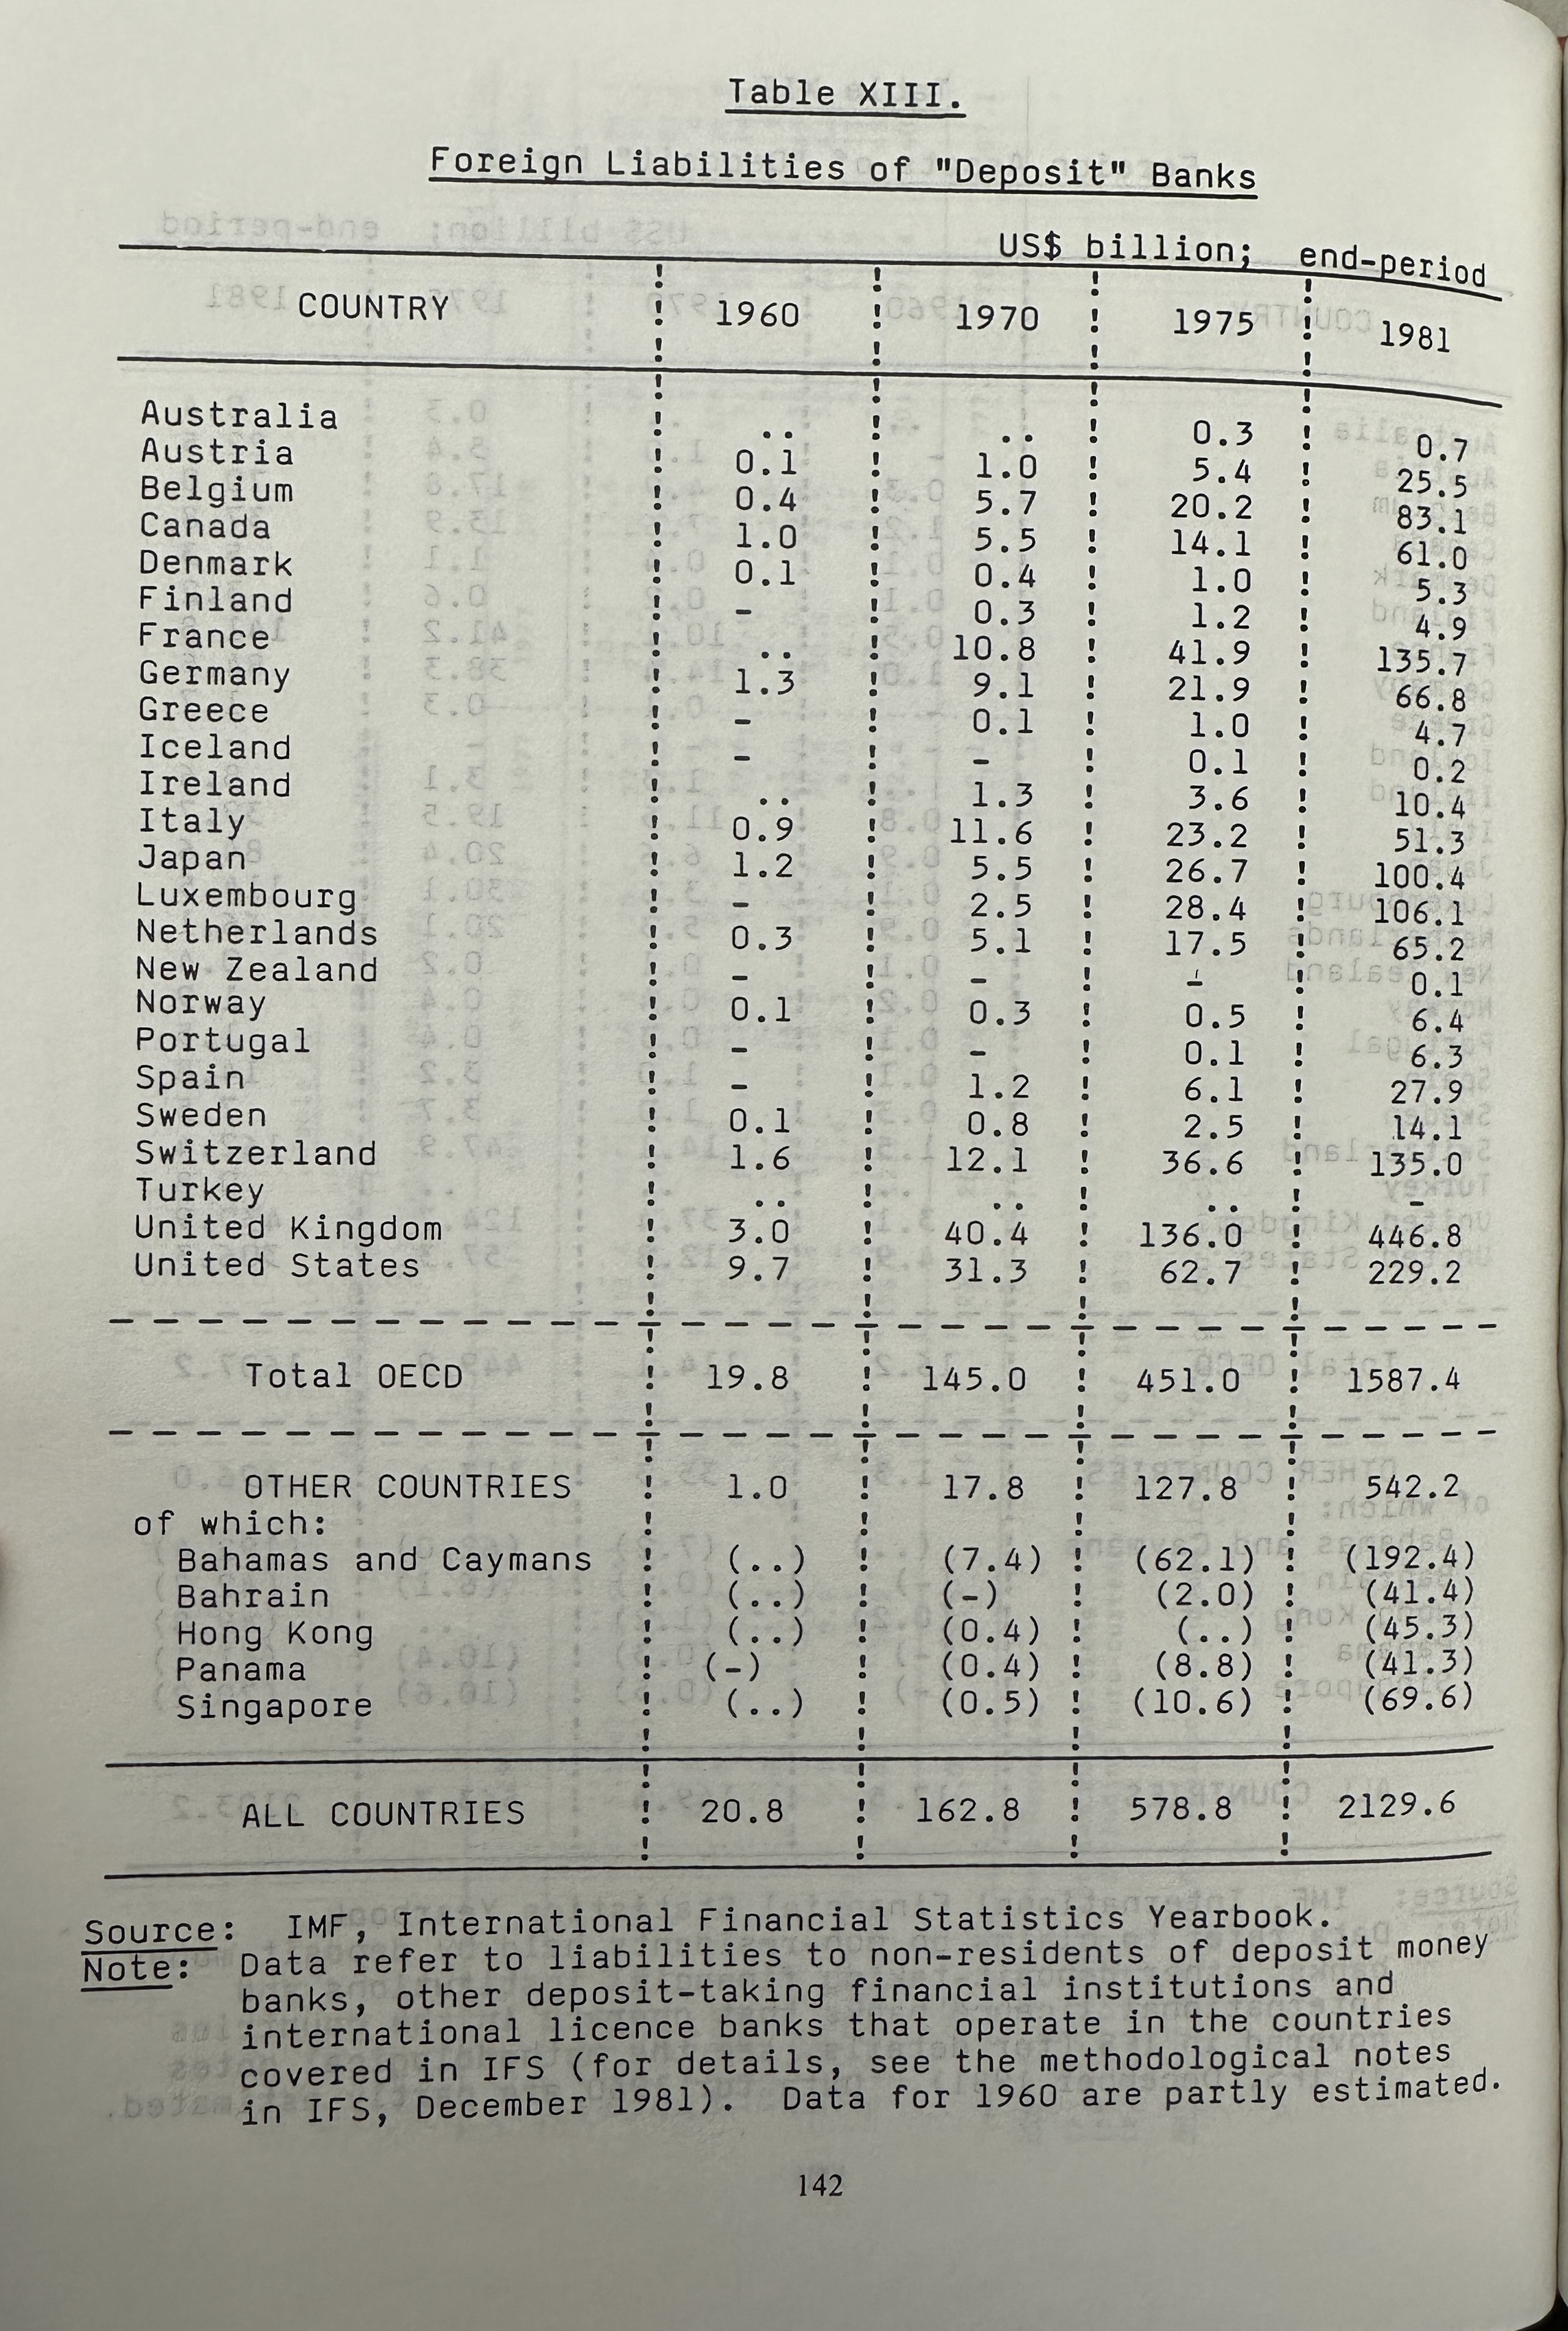 Table XIII.
Foreign Liabilities of "Deposit" Banks
US$ billion; end-period
COUNTRY ! 1960 ! 1970 ! 1975 ! 1981
Australia ! .. ! .. ! 0.3 ! 0.7
Austria ! 0.1 ! 1.0 ! 5.4 ! 25.5
Belgium ! 0.4 ! 5.7 ! 20.2 ! 83.1
Canada ! 1.0 ! 5.5 ! 14.1 ! 61.0
Denmark ! 0.1 ! 0.4 ! 1.0 ! 5.3
Finland ! - ! 0.3 ! 1.2 ! 4.9
France ! .. ! 10.8 ! 41.9 ! 135.7
Germany ! 1.3 ! 9.1 ! 21.9 ! 66.8
Greece ! - ! 0.1 ! 1.0 ! 4.7
Iceland ! - ! - ! 0.1 ! 0.2
Ireland ! .. ! 1.3 ! 3.6 ! 10.4
Italy ! 0.9 ! 11.6 ! 23.2 ! 51.3
Japan ! 1.2 ! 5.5 ! 26.7 ! 100.4
Luxembourg ! - ! 2.5 ! 28.4 ! 106.1
Netherlands ! 0.3 ! 5.1 ! 17.5 ! 65.2
New Zealand ! - ! - ! - ! 0.1
Norway ! 0.1 ! 0.3 ! 0.5 ! 6.4
Portugal ! - ! - ! 0.1 ! 6.3
Spain ! - ! 1.2 ! 6.1 ! 27.9
Sweden ! 0.1 ! 0.8 ! 2.5 ! 14.1
Switzerland ! 1.6 ! 12.1 ! 36.6 ! 135.0
Turkey ! .. ! .. ! .. ! -
United Kingdom ! 3.0 ! 40.4 ! 136.0 ! 446.8
United States ! 9.7 ! 31.3 ! 62.7 ! 229.2
Total OECD ! 19.8 ! 145.0 ! 451.0 ! 1587.4
OTHER COUNTRIES ! 1.0 ! 17.8 ! 127.8 ! 542.2
of which:
Bahamas and Caymans ! (..) ! (7.4) ! (62.1) ! (192.4)
Bahrain ! (..) ! (-) ! (2.0) ! (41.4)
Hong Kong ! (..) ! (0.4) ! (..) ! (45.3)
Panama ! (-) ! (0.4) ! (8.8) ! (41.3)
Singapore ! (..) ! (0.5) ! (10.6) ! (69.6)
ALL COUNTRIES ! 20.8 ! 162.8 ! 578.8 ! 2129.6
Source: IMF, International Financial Statistics Yearbook.
Note: Data refer to liabilities to non-residents of deposit money
banks, other deposit-taking financial institutions and
international licence banks that operate in the countries
covered in IFS (for details, see the methodological notes
in IFS, December 1981). Data for 1960 are partly estimated.
142